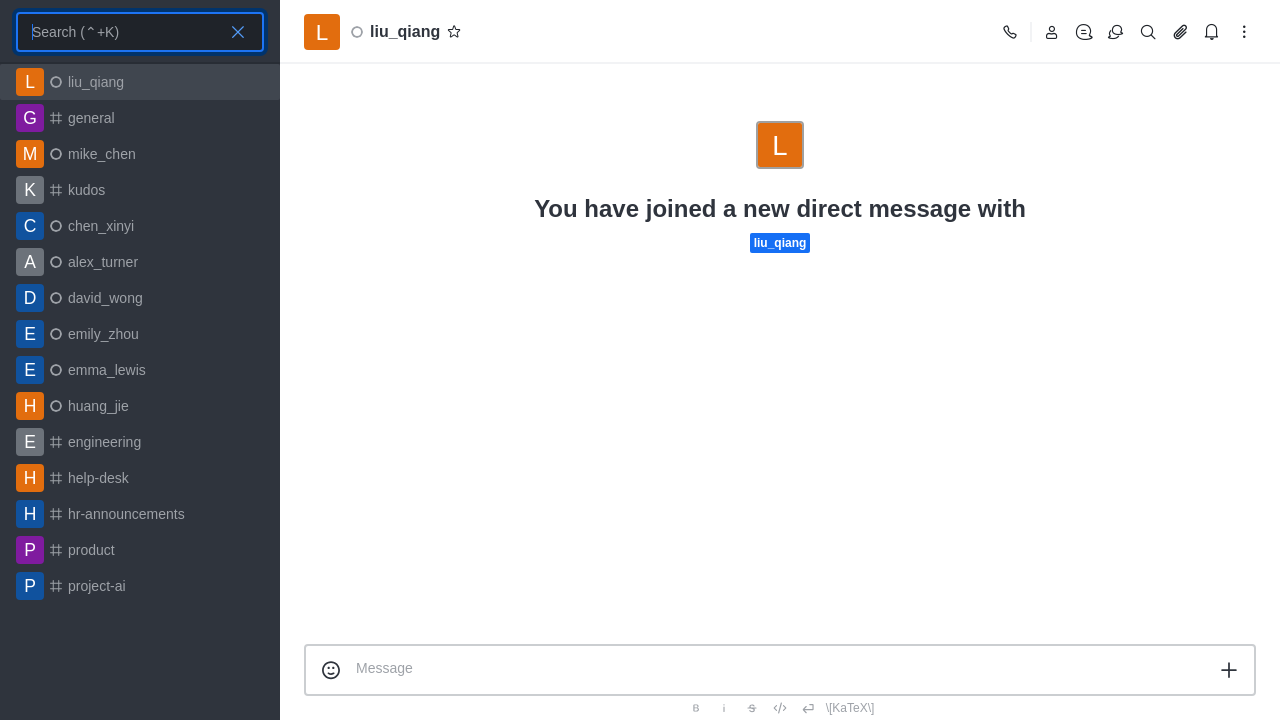 Search (⌃+K)
L liu_qiang
G general
M mike_chen
K kudos
C chen_xinyi
A alex_turner
D david_wong
E emily_zhou
E emma_lewis
H huang_jie
E engineering
H help-desk
H hr-announcements
P product
P project-ai
L liu_qiang
L
You have joined a new direct message with
liu_qiang
Message
B i S \[KaTeX\]